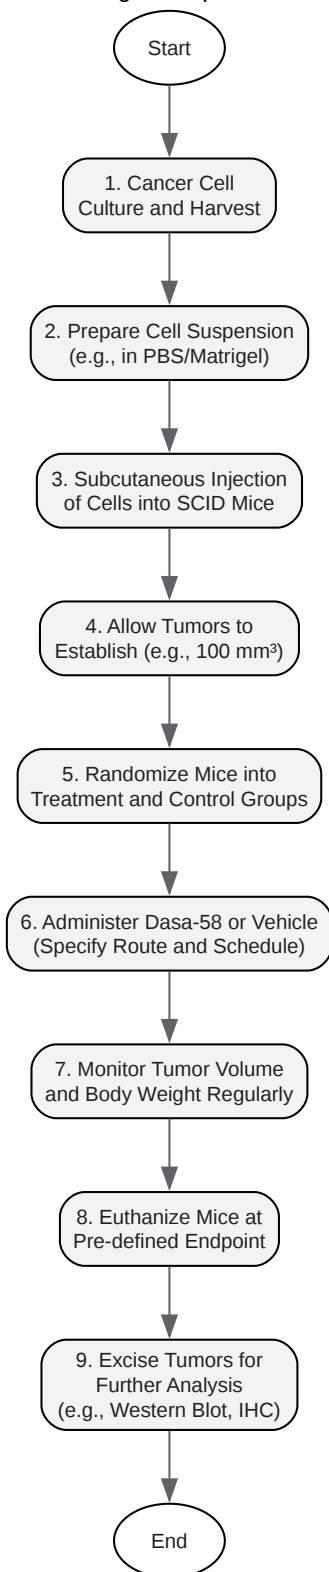 Start
1. Cancer Cell
Culture and Harvest
2. Prepare Cell Suspension
(e.g., in PBS/Matrigel)
3. Subcutaneous Injection
of Cells into SCID Mice
4. Allow Tumors to
Establish (e.g., 100 mm³)
5. Randomize Mice into
Treatment and Control Groups
6. Administer Dasa-58 or Vehicle
(Specify Route and Schedule)
7. Monitor Tumor Volume
and Body Weight Regularly
8. Euthanize Mice at
Pre-defined Endpoint
9. Excise Tumors for
Further Analysis
(e.g., Western Blot, IHC)
End